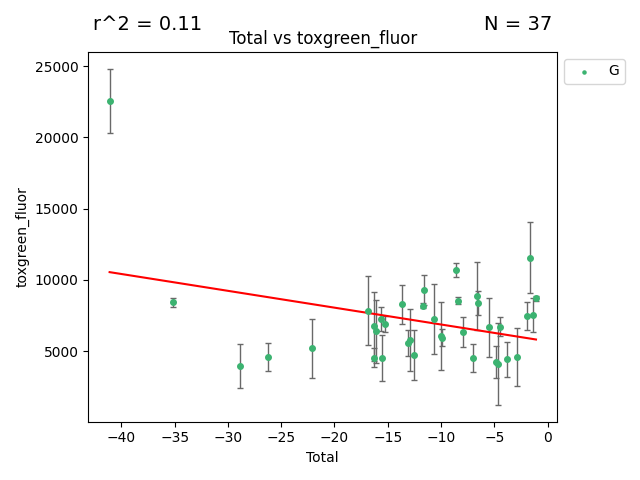 r^2 = 0.11
N = 37
Total vs toxgreen_fluor
G
25000
20000
15000
10000
5000
toxgreen_fluor
−40 −35 −30 −25 −20 −15 −10 −5 0
Total